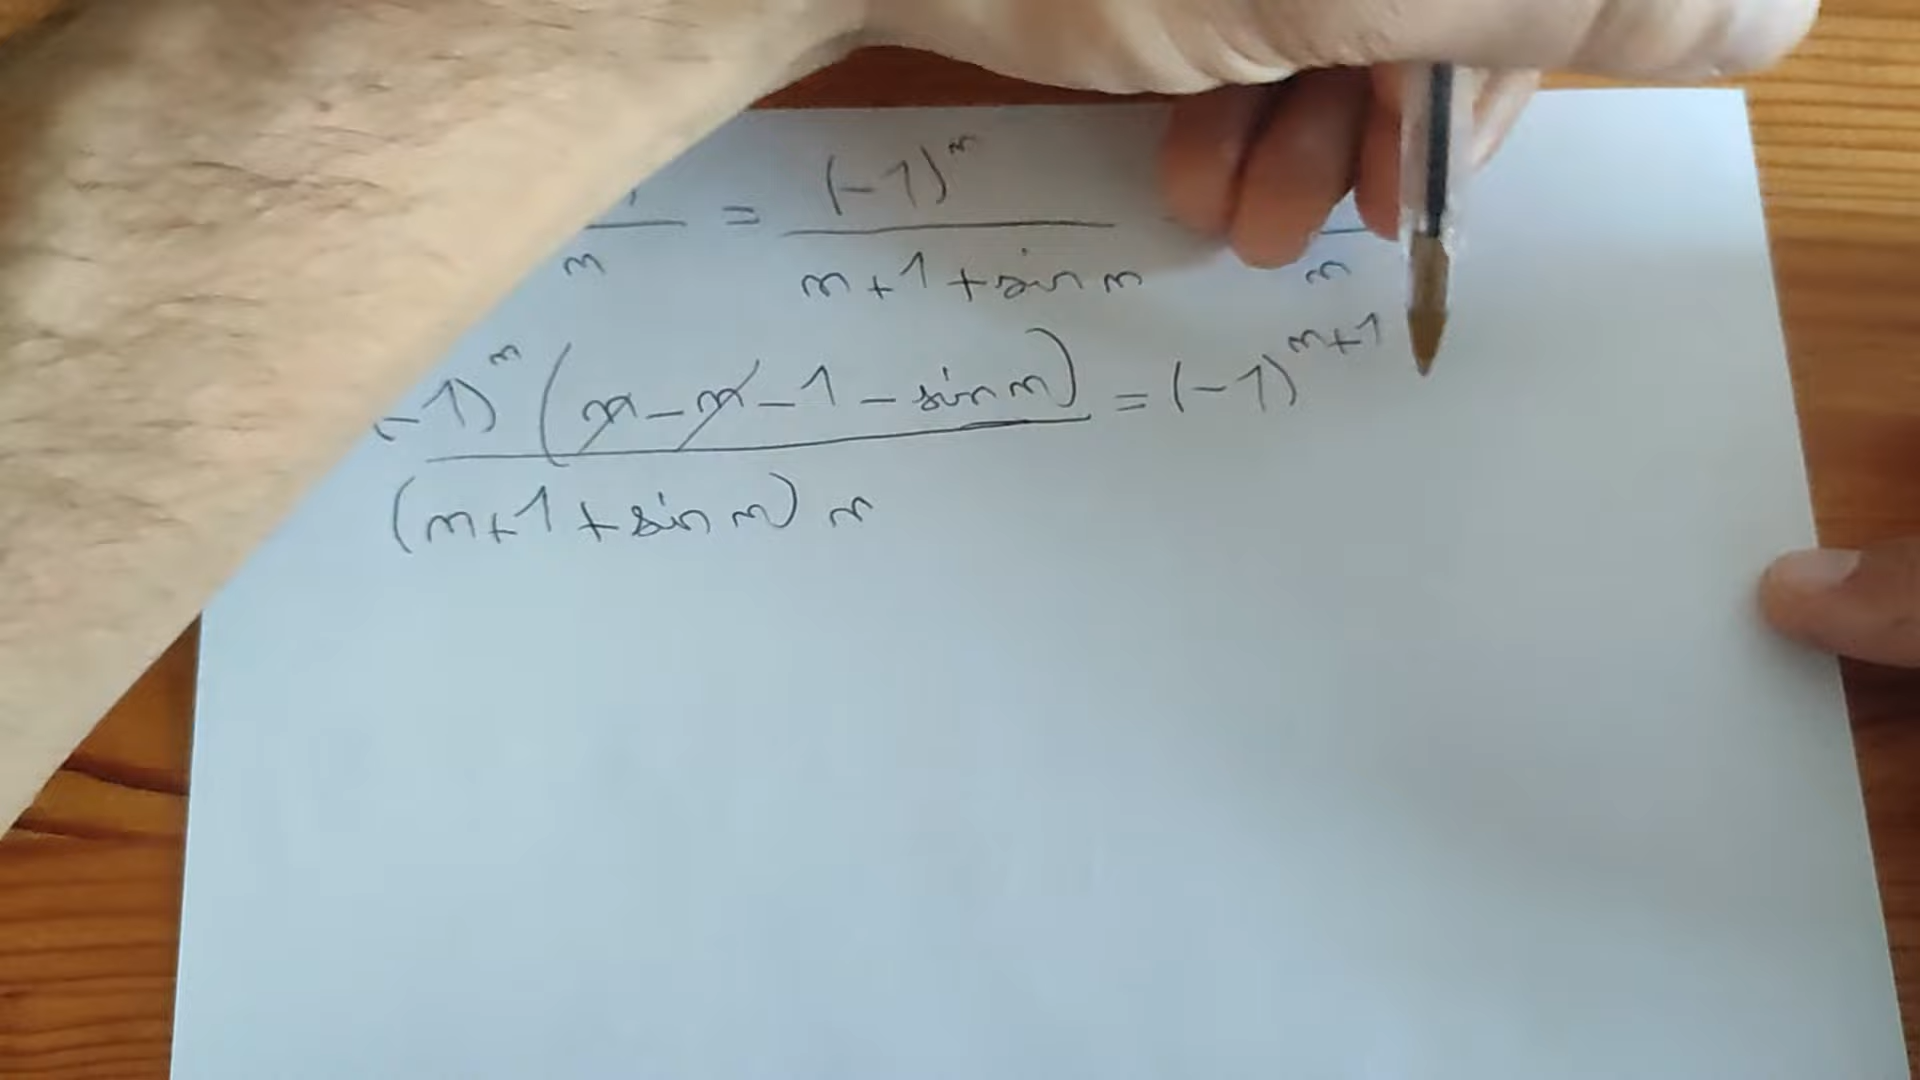 — / n = (-1)^n / (n+1+sin n) — / n
(-1)^n (n-n-1-sin n) / ((n+1+sin n) n) = (-1)^(n+1)